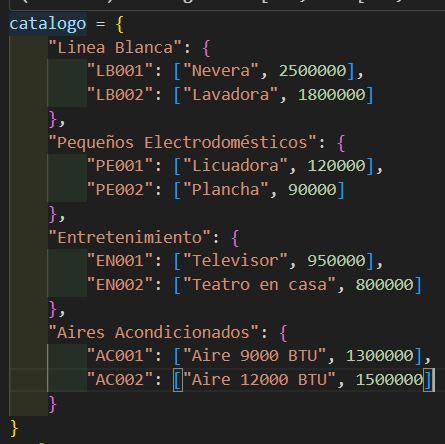 catalogo = {
    "Linea Blanca": {
        "LB001": ["Nevera", 2500000],
        "LB002": ["Lavadora", 1800000]
    },
    "Pequeños Electrodomésticos": {
        "PE001": ["Licuadora", 120000],
        "PE002": ["Plancha", 90000]
    },
    "Entretenimiento": {
        "EN001": ["Televisor", 950000],
        "EN002": ["Teatro en casa", 800000]
    },
    "Aires Acondicionados": {
        "AC001": ["Aire 9000 BTU", 1300000],
        "AC002": ["Aire 12000 BTU", 1500000]
    }
}